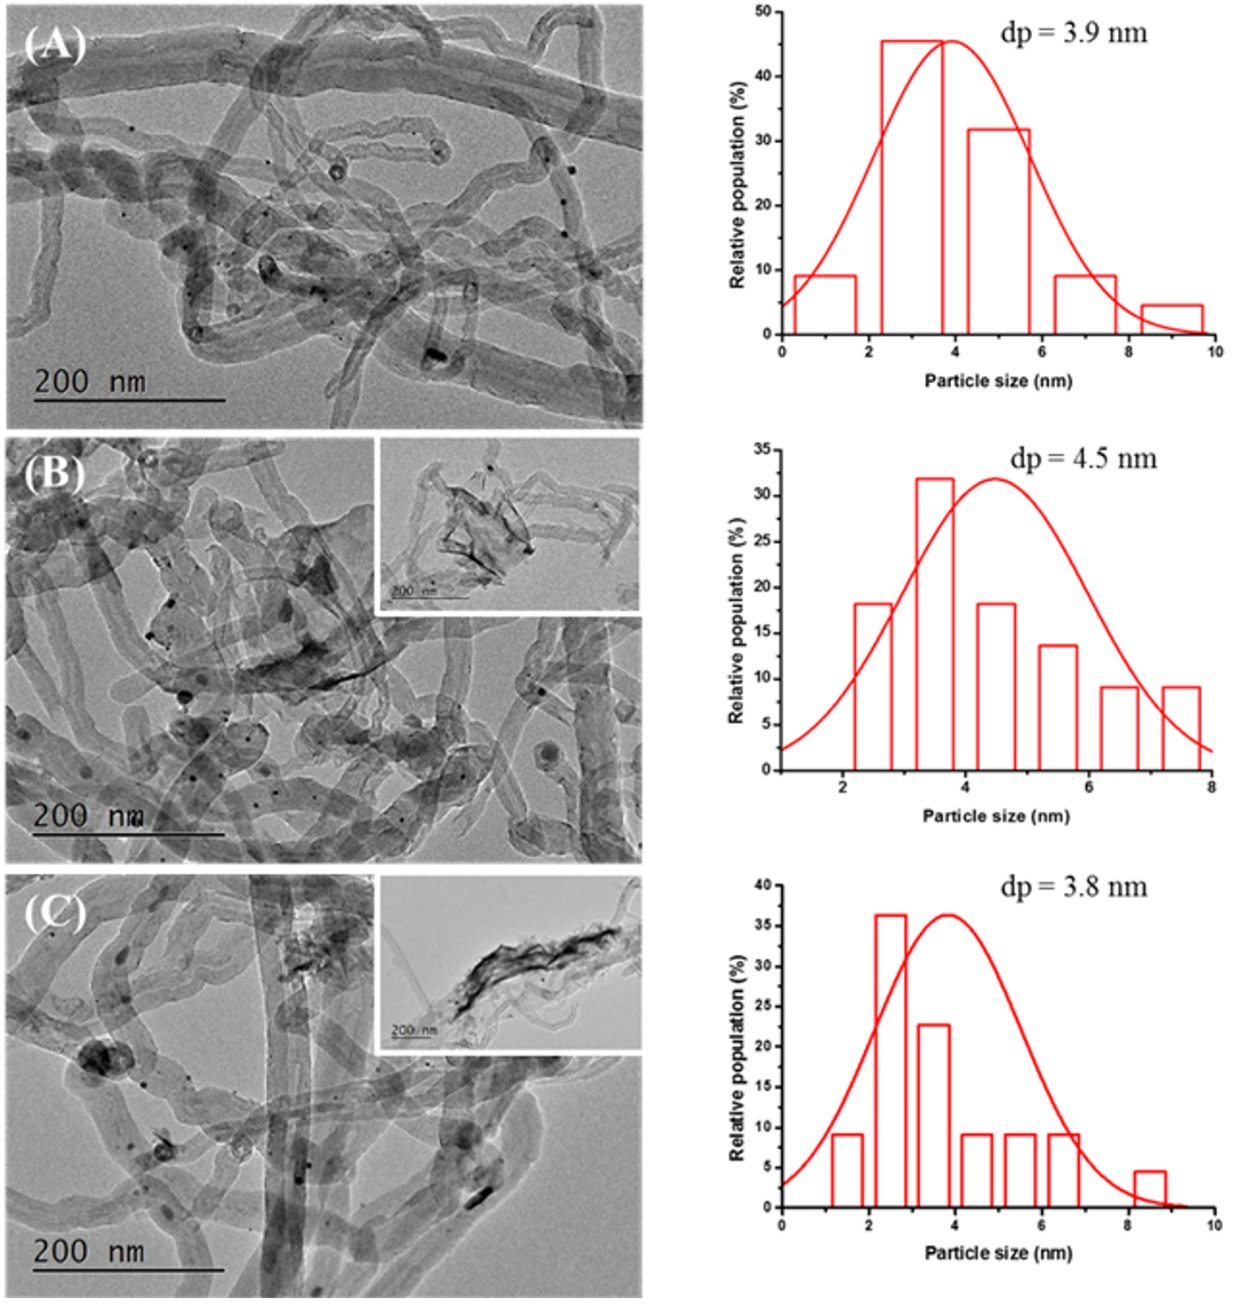 (A)
200 nm
dp = 3.9 nm
50
40
30
20
10
0
Relative population (%)
0 2 4 6 8 10
Particle size (nm)
(B)
200 nm
200 nm
dp = 4.5 nm
35
30
25
20
15
10
5
0
Relative population (%)
2 4 6 8
Particle size (nm)
(C)
200 nm
200 nm
dp = 3.8 nm
40
35
30
25
20
15
10
5
0
Relative population (%)
0 2 4 6 8 10
Particle size (nm)